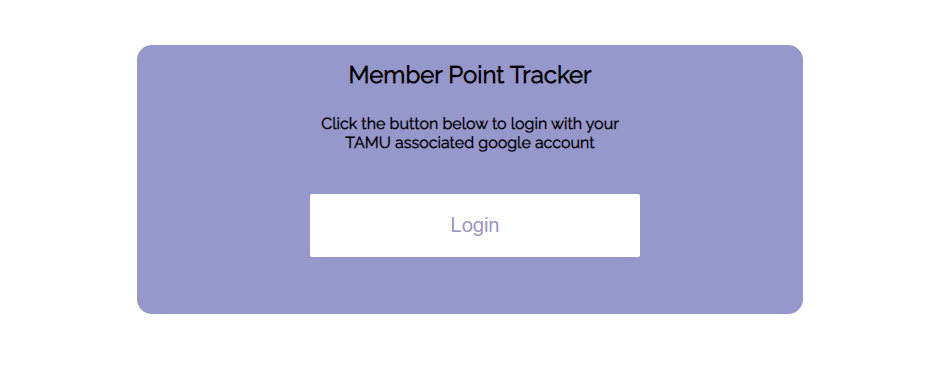 Member Point Tracker
Click the button below to login with your
TAMU associated google account
Login